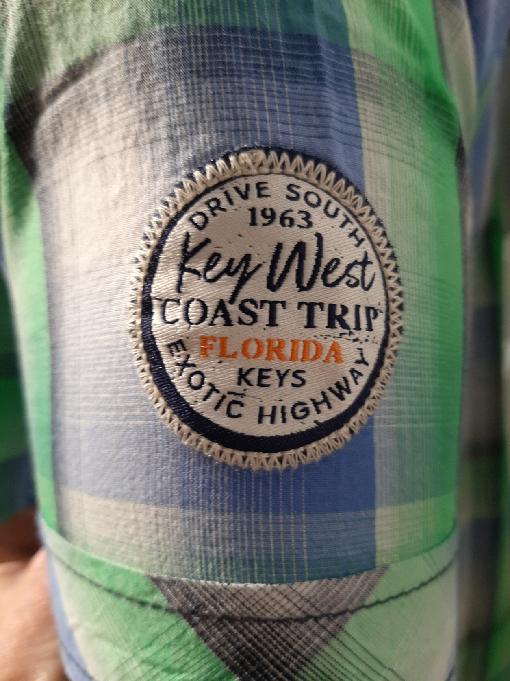 DRIVE SOUTH
1963
Key West
COAST TRIP
FLORIDA
KEYS
EXOTIC HIGHWAY